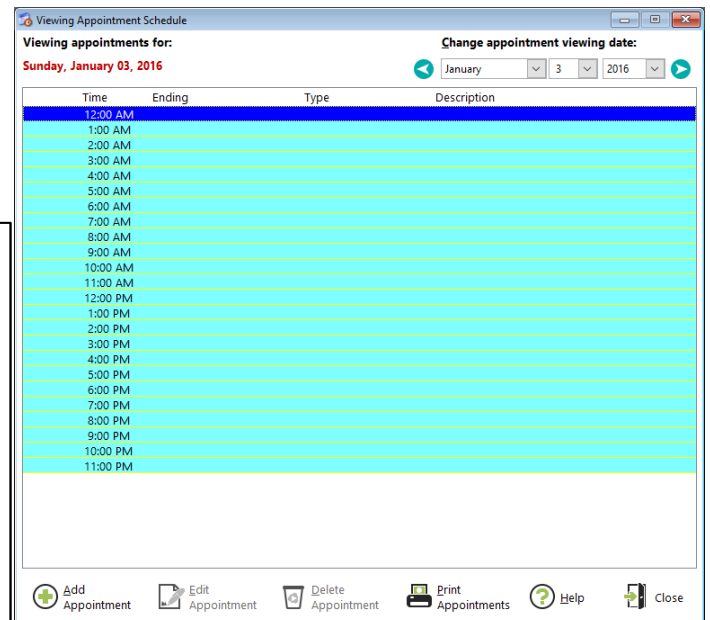 Viewing Appointment Schedule
Viewing appointments for:
Change appointment viewing date:
Sunday, January 03, 2016
January 3 2016
Time Ending Type Description
12:00 AM
1:00 AM
2:00 AM
3:00 AM
4:00 AM
5:00 AM
6:00 AM
7:00 AM
8:00 AM
9:00 AM
10:00 AM
11:00 AM
12:00 PM
1:00 PM
2:00 PM
3:00 PM
4:00 PM
5:00 PM
6:00 PM
7:00 PM
8:00 PM
9:00 PM
10:00 PM
11:00 PM
Add Appointment
Edit Appointment
Delete Appointment
Print Appointments
Help
Close